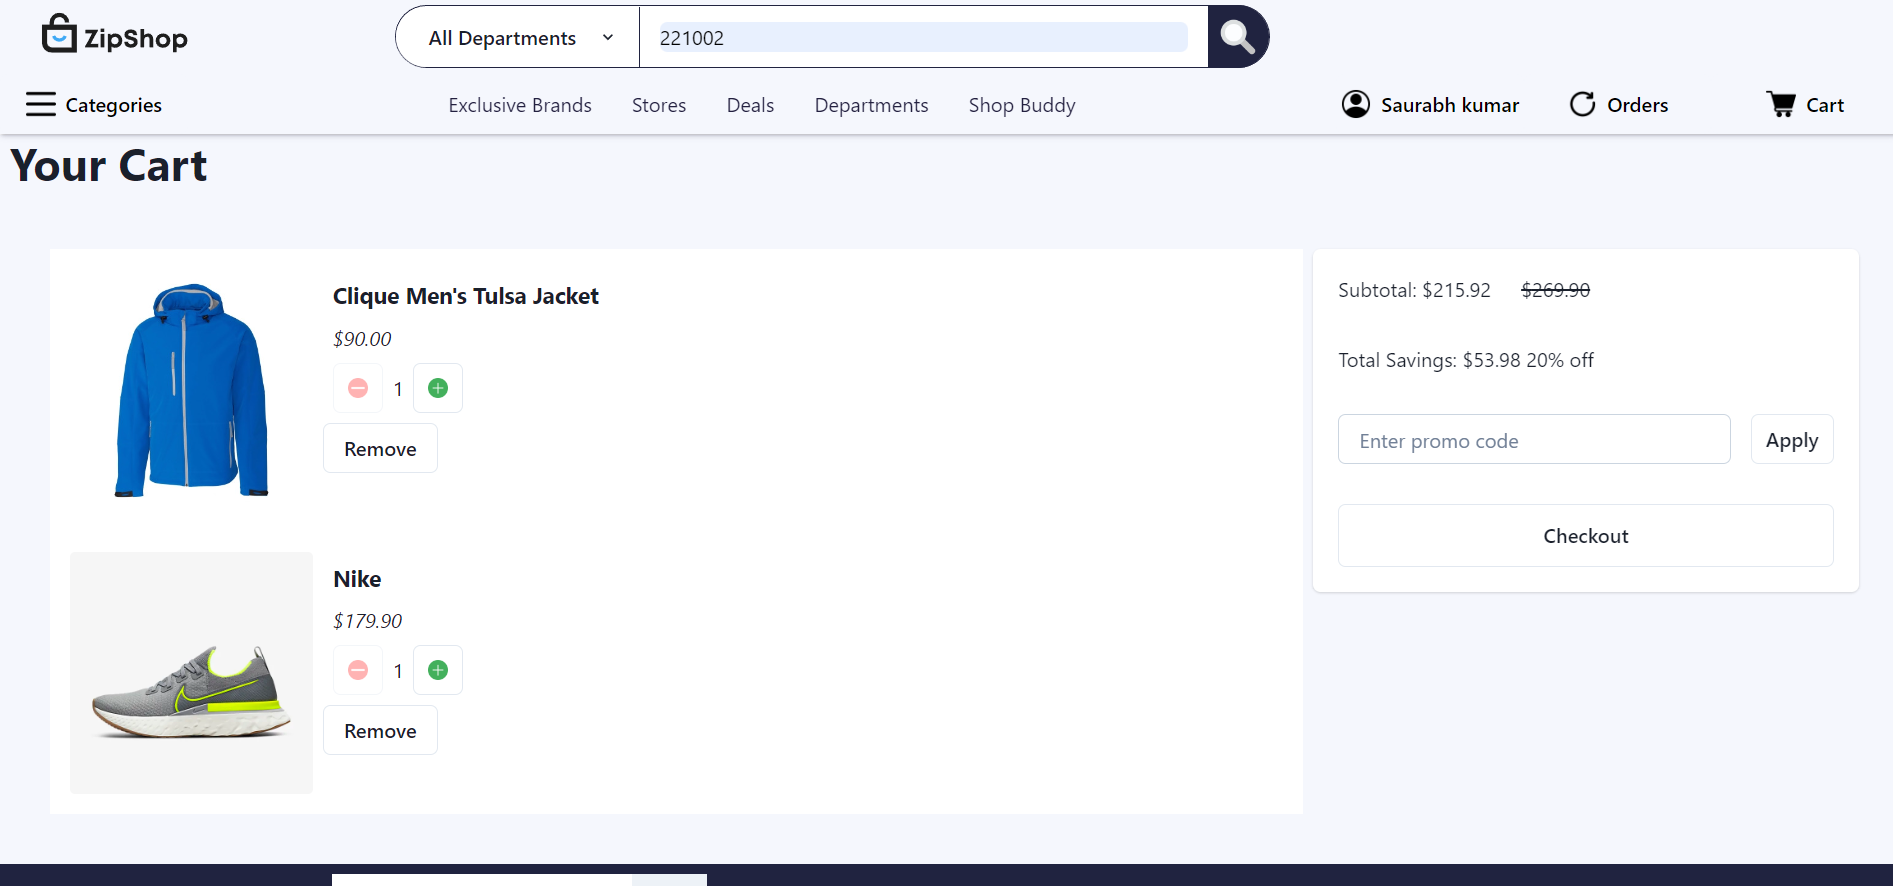 ZipShop
All Departments
221002
Categories
Exclusive Brands
Stores
Deals
Departments
Shop Buddy
Saurabh kumar
Orders
Cart
Your Cart
Clique Men's Tulsa Jacket
$90.00
1
Remove
Nike
$179.90
1
Remove
Subtotal: $215.92 $269.90
Total Savings: $53.98 20% off
Enter promo code
Apply
Checkout